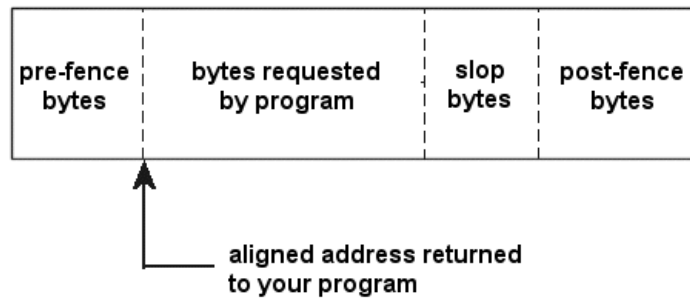 pre-fence
bytes
bytes requested
by program
slop
bytes
post-fence
bytes
aligned address returned
to your program